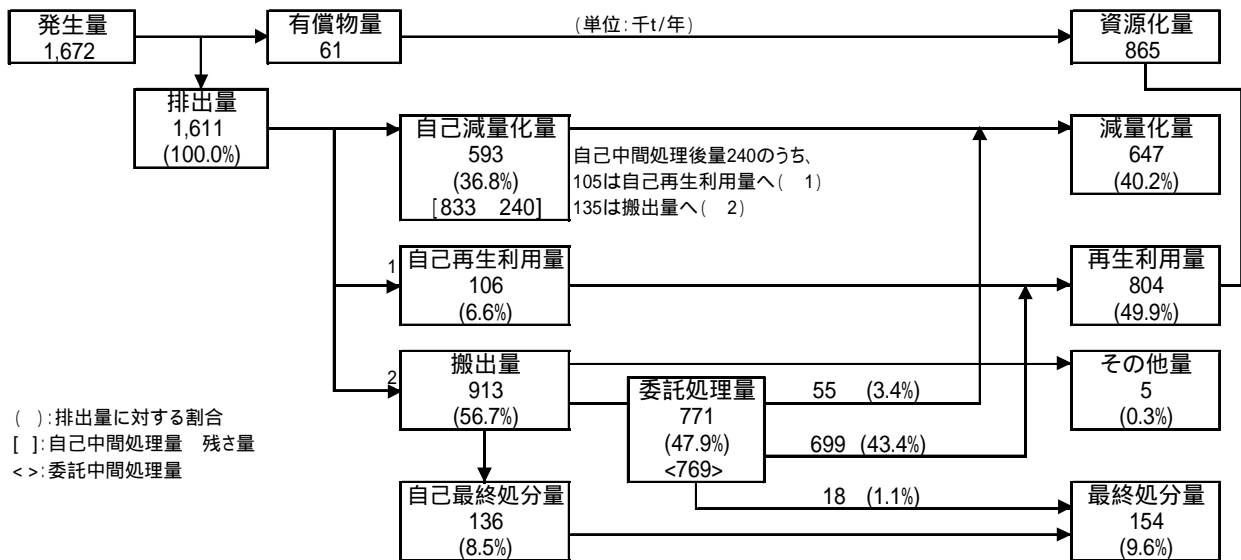 発生量
1,672
有償物量
61
(単位:千t/年)
資源化量
865
排出量
1,611
(100.0%)
自己減量化量
593
(36.8%)
[833 240]
自己中間処理後量240のうち、
105は自己再生利用量へ( 1)
135は搬出量へ( 2)
減量化量
647
(40.2%)
1
自己再生利用量
106
(6.6%)
再生利用量
804
(49.9%)
2
搬出量
913
(56.7%)
委託処理量
771
(47.9%)
<769>
55 (3.4%)
699 (43.4%)
18 (1.1%)
その他量
5
(0.3%)
( ):排出量に対する割合
[ ]:自己中間処理量 残さ量
< >:委託中間処理量
自己最終処分量
136
(8.5%)
最終処分量
154
(9.6%)